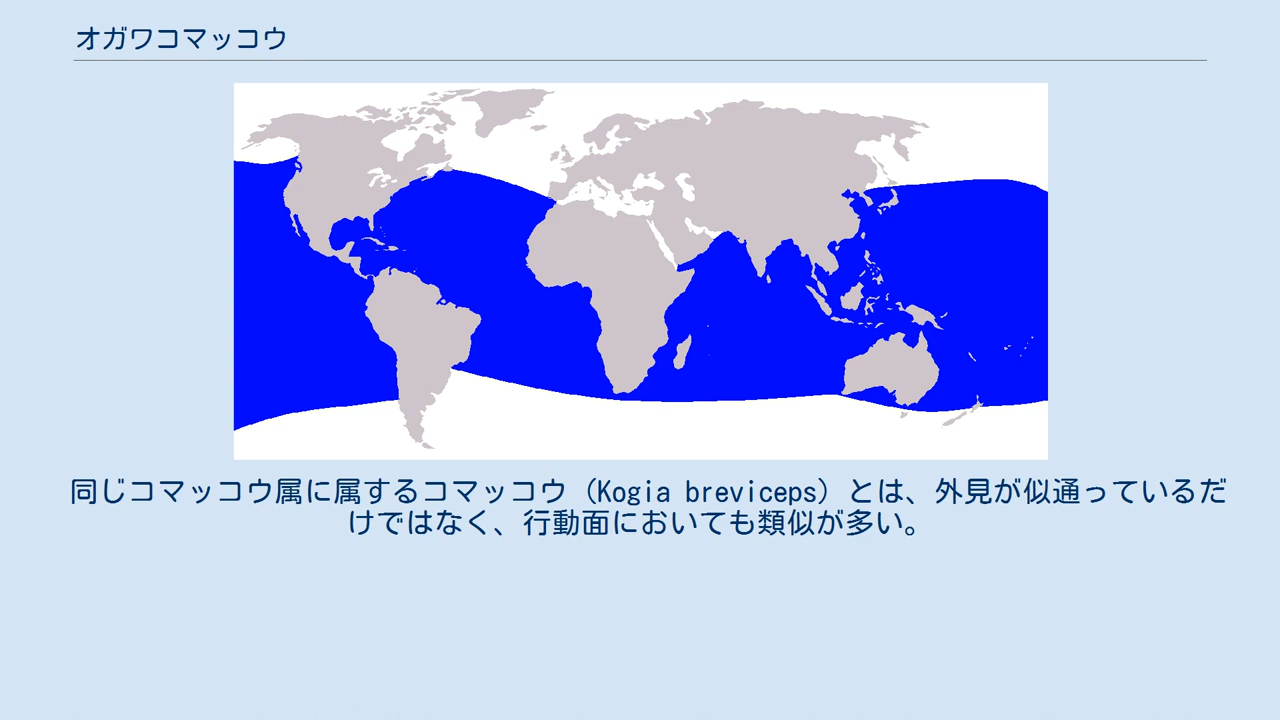 オガワコマッコウ
同じコマッコウ属に属するコマッコウ（Kogia breviceps）とは、外見が似通っているだ
けではなく、行動面においても類似が多い。